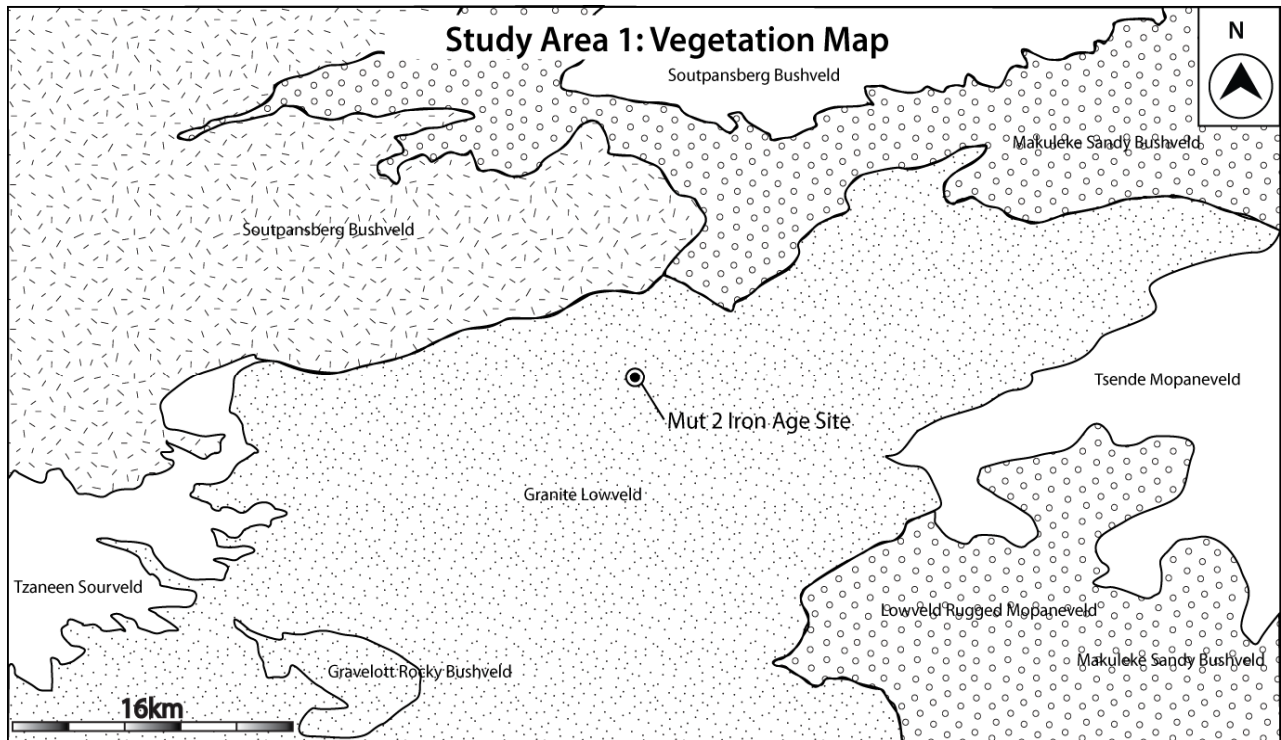 Study Area 1: Vegetation Map
N
Soutpansberg Bushveld
Makuleke Sandy Bushveld
Soutpansberg Bushveld
Tsende Mopaneveld
Mut 2 Iron Age Site
Granite Lowveld
Tzaneen Sourveld
Lowveld Rugged Mopaneveld
Makuleke Sandy Bushveld
Gravelott Rocky Bushveld
16km